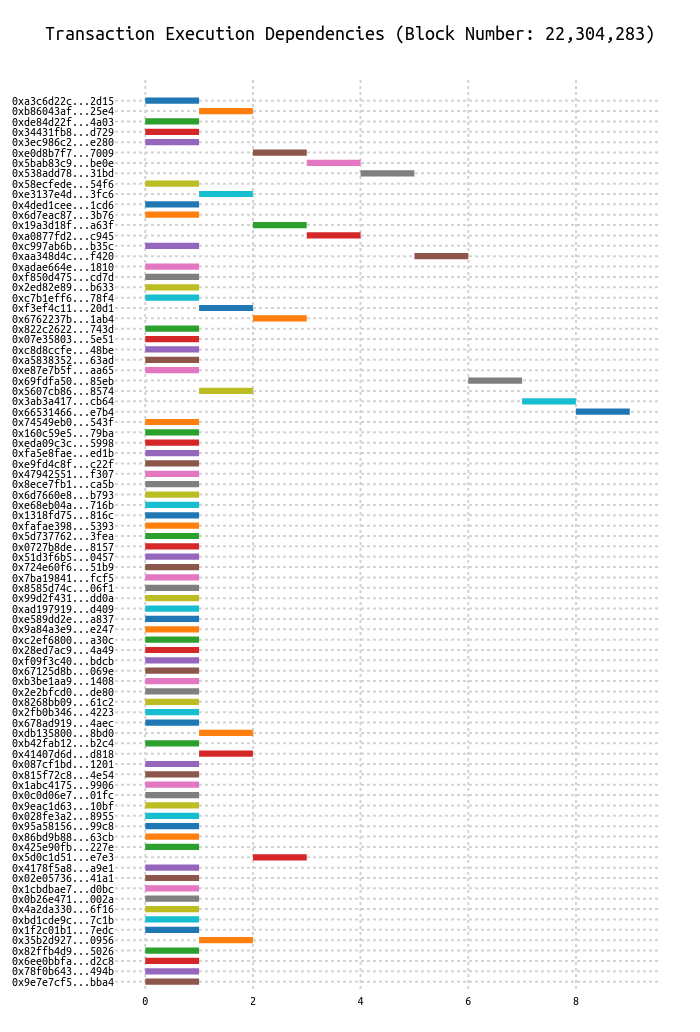 Transaction Execution Dependencies (Block Number: 22,304,283)
0xa3c6d22c...2d15
0xb86043af...25e4
0xde84d22f...4a03
0x34431fb8...d729
0x3ec986c2...e280
0xe0d8b7f7...7009
0x5bab83c9...be0e
0x538add78...31bd
0x58ecfede...54f6
0xe3137e4d...3fc6
0x4ded1cee...1cd6
0x6d7eac87...3b76
0x19a3d18f...a63f
0xa0877fd2...c945
0xc997ab6b...b35c
0xaa348d4c...f420
0xadae664e...1810
0xf850d475...cd7d
0x2ed82e89...b633
0xc7b1eff6...78f4
0xf3ef4c11...20d1
0x6762237b...1ab4
0x822c2622...743d
0x07e35803...5e51
0xc8d8ccfe...48be
0xa5838352...63ad
0xe87e7b5f...aa65
0x69fdfa50...85eb
0x5607cb86...8574
0x3ab3a417...cb64
0x66531466...e7b4
0x74549eb0...543f
0x160c59e5...79ba
0xeda09c3c...5998
0xfa5e8fae...ed1b
0xe9fd4c8f...c22f
0x47942551...f307
0x8ece7fb1...ca5b
0x6d7660e8...b793
0xe68eb04a...716b
0x1318fd75...816c
0xfafae398...5393
0x5d737762...3fea
0x0727b8de...8157
0x51d3f6b5...0457
0x724e60f6...51b9
0x7ba19841...fcf5
0x8585d74c...06f1
0x99d2f431...dd0a
0xad197919...d409
0xe589dd2e...a837
0x9a84a3e9...e247
0xc2ef6800...a30c
0x28ed7ac9...4a49
0xf09f3c40...bdcb
0x67125d8b...069e
0xb3be1aa9...1408
0x2e2bfcd0...de80
0x8268bb09...61c2
0x2fb0b346...4223
0x678ad919...4aec
0xdb135800...8bd0
0xb42fab12...b2c4
0x41407d6d...d818
0x087cf1bd...1201
0x815f72c8...4e54
0x1abc4175...9906
0x0c0d06e7...01fc
0x9eac1d63...10bf
0x028fe3a2...8955
0x95a58156...99c8
0x86bd9b88...63cb
0x425e90fb...227e
0x5d0c1d51...e7e3
0x4178f5a8...a9e1
0x02e05736...41a1
0x1cbdbae7...d0bc
0x0b26e471...002a
0x4a2da330...6f16
0xbd1cde9c...7c1b
0x1f2c01b1...7edc
0x35b2d927...0956
0x82ffb4d9...5026
0x6ee0bbfa...d2c8
0x78f0b643...494b
0x9e7e7cf5...bba4
0 2 4 6 8